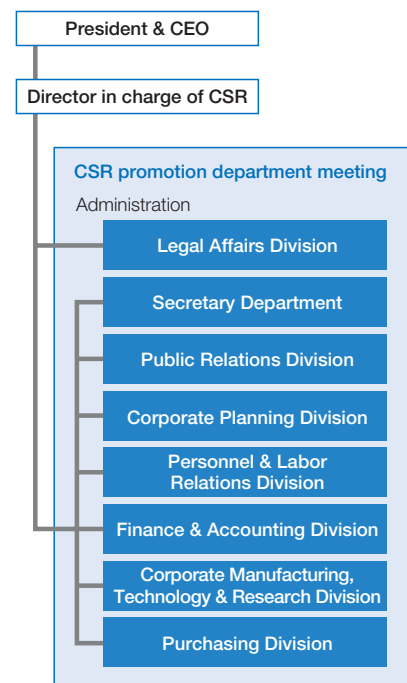 President & CEO
Director in charge of CSR
CSR promotion department meeting
Administration
Legal Affairs Division
Secretary Department
Public Relations Division
Corporate Planning Division
Personnel & Labor
Relations Division
Finance & Accounting Division
Corporate Manufacturing,
Technology & Research Division
Purchasing Division